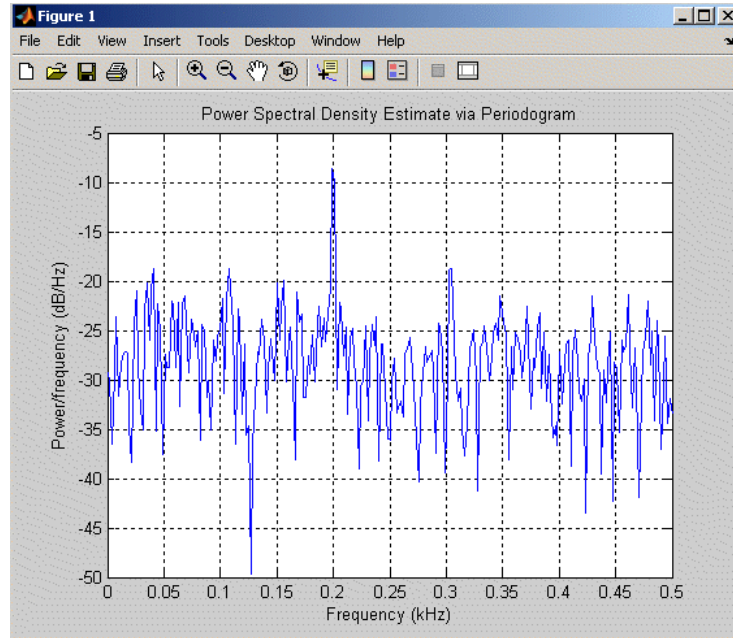 Figure 1
File Edit View Insert Tools Desktop Window Help
Power Spectral Density Estimate via Periodogram
Power/frequency (dB/Hz)
-5
-10
-15
-20
-25
-30
-35
-40
-45
-50
0 0.05 0.1 0.15 0.2 0.25 0.3 0.35 0.4 0.45 0.5
Frequency (kHz)